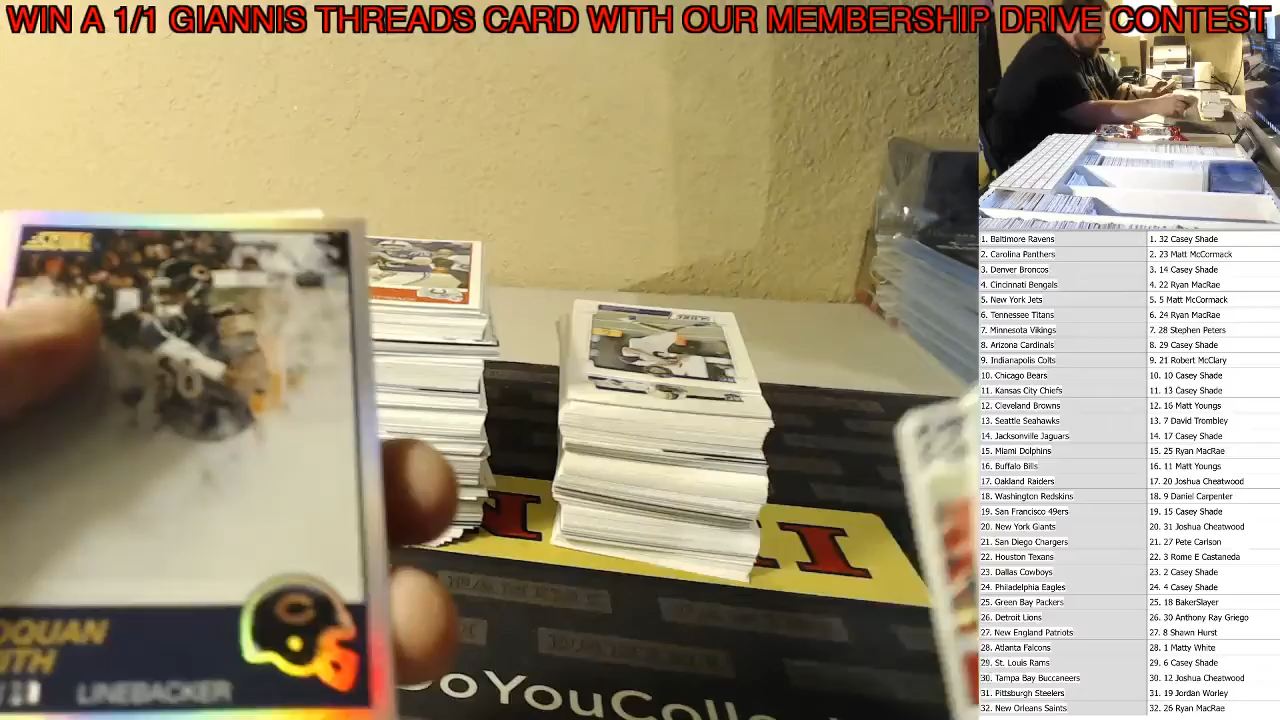 WIN A 1/1 GIANNIS THREADS CARD WITH OUR MEMBERSHIP DRIVE CONTEST
SCORE
LINEBACKER
1. Baltimore Ravens 1. 32 Casey Shade
2. Carolina Panthers 2. 23 Matt McCormack
3. Denver Broncos 3. 14 Casey Shade
4. Cincinnati Bengals 4. 22 Ryan MacRae
5. New York Jets 5. 5 Matt McCormack
6. Tennesse Titans 6. 24 Ryan MacRae
7. Minnesota Vikings 7. 28 Stephen Peters
8. Arizona Cardinals 8. 29 Casey Shade
9. Indianapolis Colts 9. 21 Robert McClary
10. Chicago Bears 10. 10 Casey Shade
11. Kansas City Chiefs 11. 13 Casey Shade
12. Cleveland Browns 12. 16 Matt Youngs
13. Seattle Seahawks 13. 7 David Trombley
14. Jacksonville Jaguars 14. 17 Casey Shade
15. Miami Dolphins 15. 25 Ryan MacRae
16. Buffalo Bills 16. 11 Matt Youngs
17. Oakland Raiders 17. 20 Joshua Cheatwood
18. Washington Redskins 18. 9 Daniel Carpenter
19. San Francisco 49ers 19. 15 Casey Shade
20. New York Giants 20. 31 Joshua Cheatwood
21. San Diego Chargers 21. 27 Pete Carlson
22. Houston Texans 22. 3 Rome E Castaneda
23. Dallas Cowboys 23. 2 Casey Shade
24. Philadelphia Eagles 24. 4 Casey Shade
25. Green Bay Packers 25. 18 BakerSlayer
26. Detroit Lions 26. 30 Anthony Ray Griego
27. New England Patriots 27. 8 Shawn Hurst
28. Atlanta Falcons 28. 1 Matty White
29. St. Louis Rams 29. 6 Casey Shade
30. Tampa Bay Buccaneers 30. 12 Joshua Cheatwood
31. Pittsburgh Steelers 31. 19 Jordan Worley
32. New Orleans Saints 32. 26 Ryan MacRae